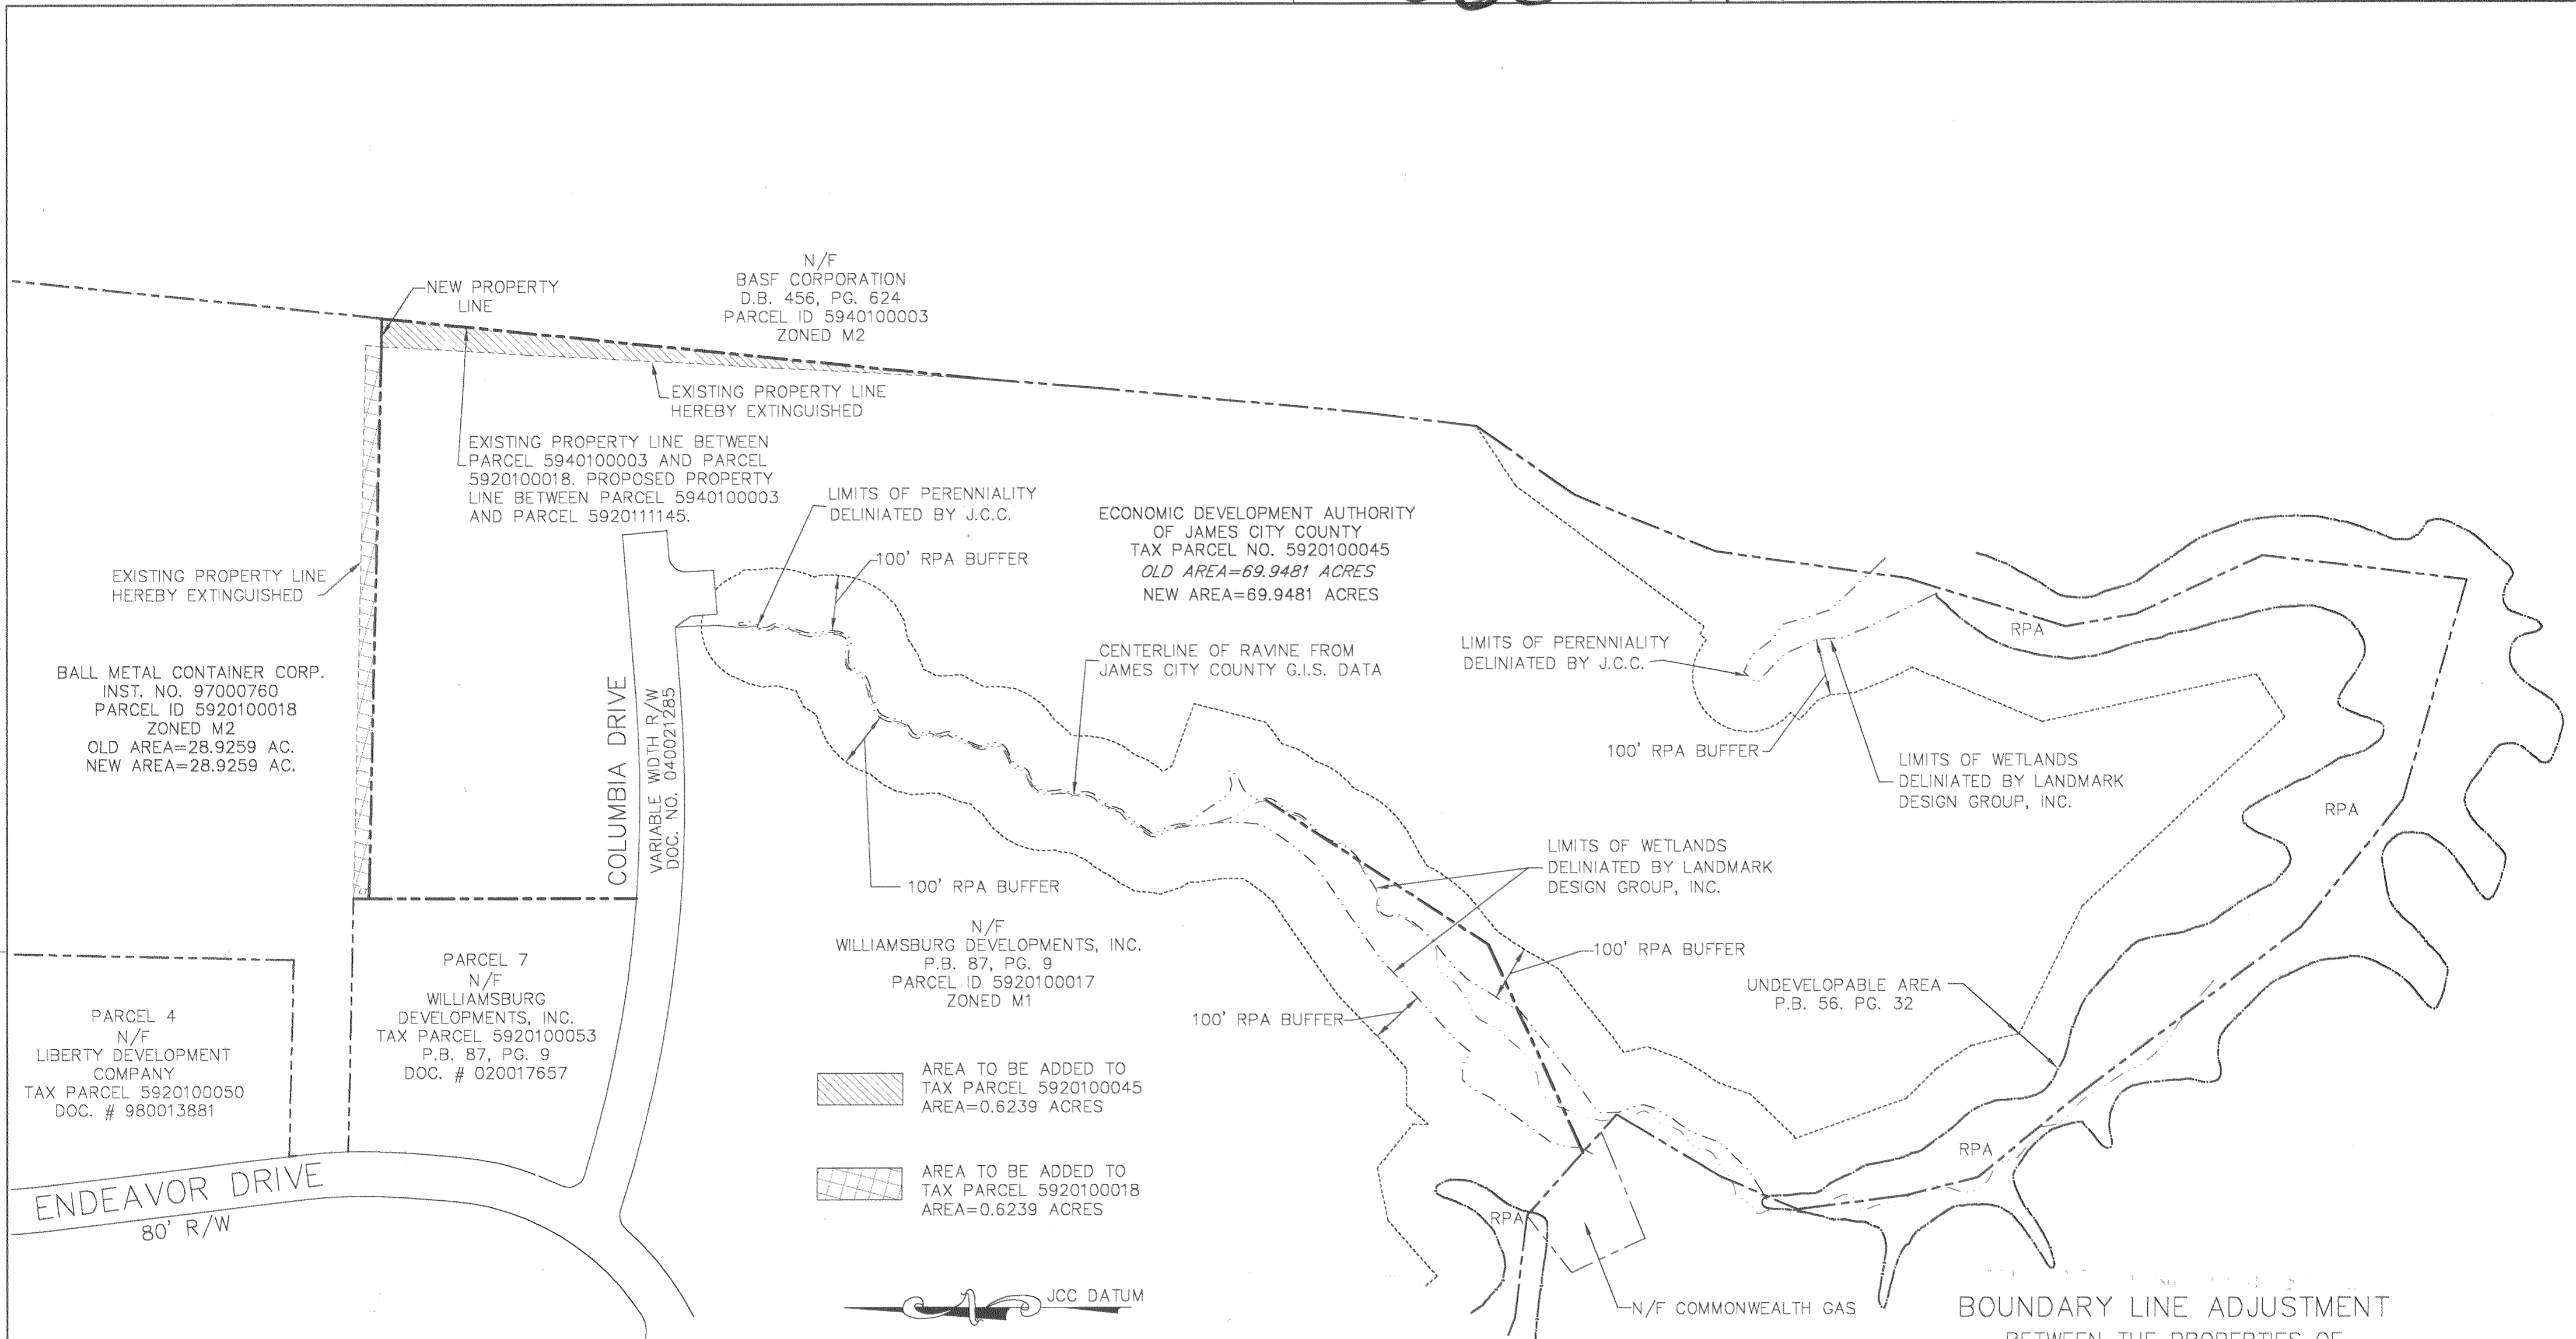 N/F
BASF CORPORATION
D.B. 456, PG. 624
PARCEL ID 5940100003
ZONED M2
NEW PROPERTY
LINE
EXISTING PROPERTY LINE
HEREBY EXTINGUISHED
EXISTING PROPERTY LINE BETWEEN
PARCEL 5940100003 AND PARCEL
5920100018. PROPOSED PROPERTY
LINE BETWEEN PARCEL 5940100003
AND PARCEL 5920111145.
LIMITS OF PERENNIALITY
DELINIATED BY J.C.C.
100' RPA BUFFER
ECONOMIC DEVELOPMENT AUTHORITY
OF JAMES CITY COUNTY
TAX PARCEL NO. 5920100045
OLD AREA=69.9481 ACRES
NEW AREA=69.9481 ACRES
EXISTING PROPERTY LINE
HEREBY EXTINGUISHED
BALL METAL CONTAINER CORP.
INST. NO. 97000760
PARCEL ID 5920100018
ZONED M2
OLD AREA=28.9259 AC.
NEW AREA=28.9259 AC.
COLUMBIA DRIVE
VARIABLE WIDTH R/W
DOC. NO. 040021285
CENTERLINE OF RAVINE FROM
JAMES CITY COUNTY G.I.S. DATA
LIMITS OF PERENNIALITY
DELINIATED BY J.C.C.
RPA
100' RPA BUFFER
LIMITS OF WETLANDS
DELINIATED BY LANDMARK
DESIGN GROUP, INC.
RPA
LIMITS OF WETLANDS
DELINIATED BY LANDMARK
DESIGN GROUP, INC.
100' RPA BUFFER
N/F
WILLIAMSBURG DEVELOPMENTS, INC.
P.B. 87, PG. 9
PARCEL ID 5920100017
ZONED M1
100' RPA BUFFER
100' RPA BUFFER
UNDEVELOPABLE AREA
P.B. 56. PG. 32
PARCEL 7
N/F
WILLIAMSBURG
DEVELOPMENTS, INC.
TAX PARCEL 5920100053
P.B. 87, PG. 9
DOC. # 020017657
PARCEL 4
N/F
LIBERTY DEVELOPMENT
COMPANY
TAX PARCEL 5920100050
DOC. # 980013881
AREA TO BE ADDED TO
TAX PARCEL 5920100045
AREA=0.6239 ACRES
AREA TO BE ADDED TO
TAX PARCEL 5920100018
AREA=0.6239 ACRES
RPA
RPA
ENDEAVOR DRIVE
80' R/W
JCC DATUM
N/F COMMONWEALTH GAS
BOUNDARY LINE ADJUSTMENT
BETWEEN THE PROPERTIES OF